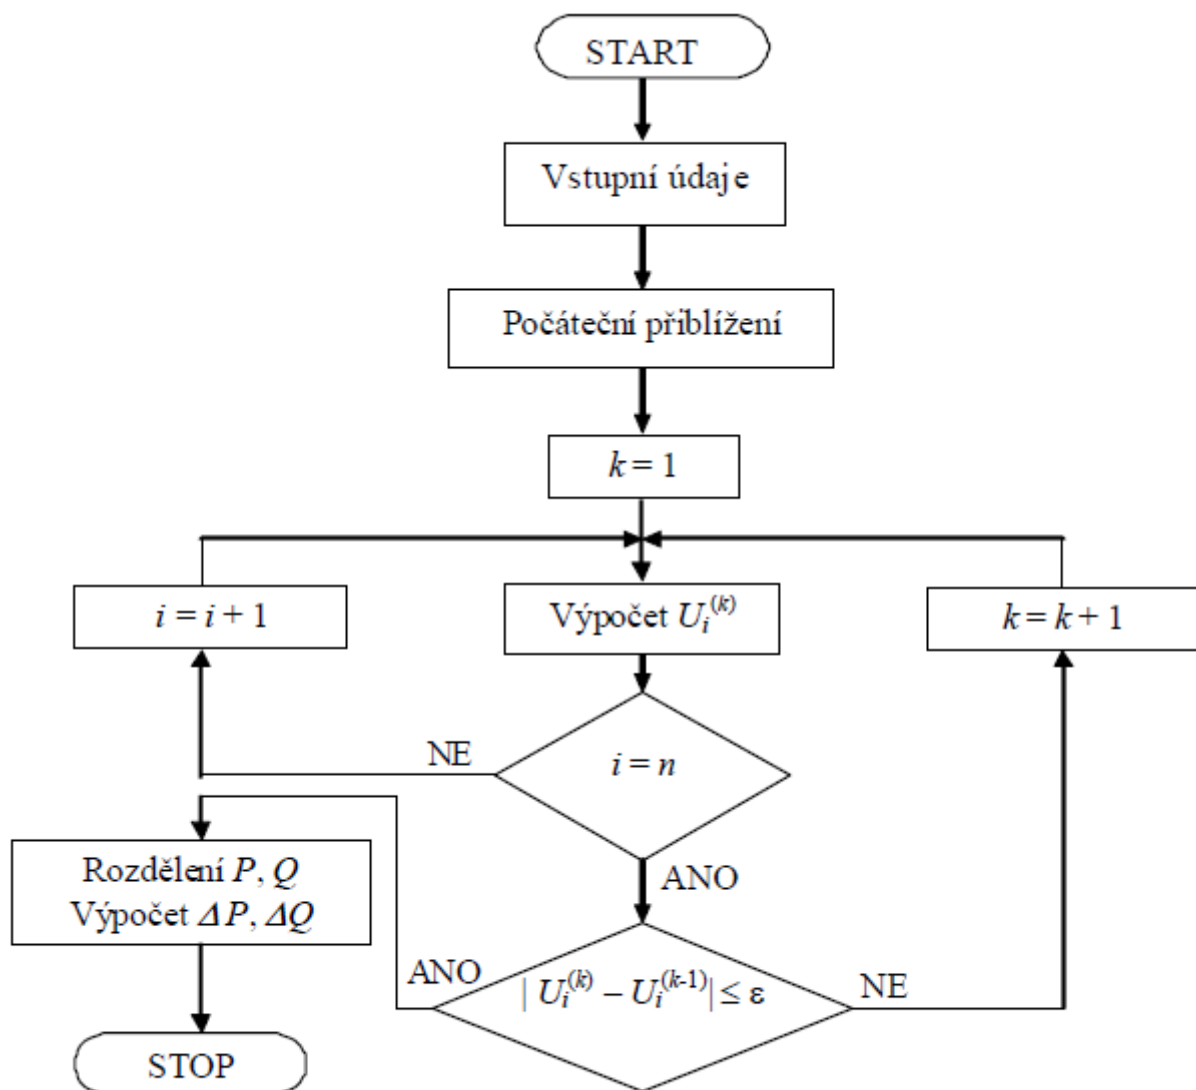 START
Vstupní údaje
Počáteční přiblížení
k = 1
i = i + 1
Výpočet U_i^(k)
k = k + 1
NE
i = n
Rozdělení P, Q
Výpočet ΔP, ΔQ
ANO
ANO
| U_i^(k) – U_i^(k-1)| ≤ ε
NE
STOP